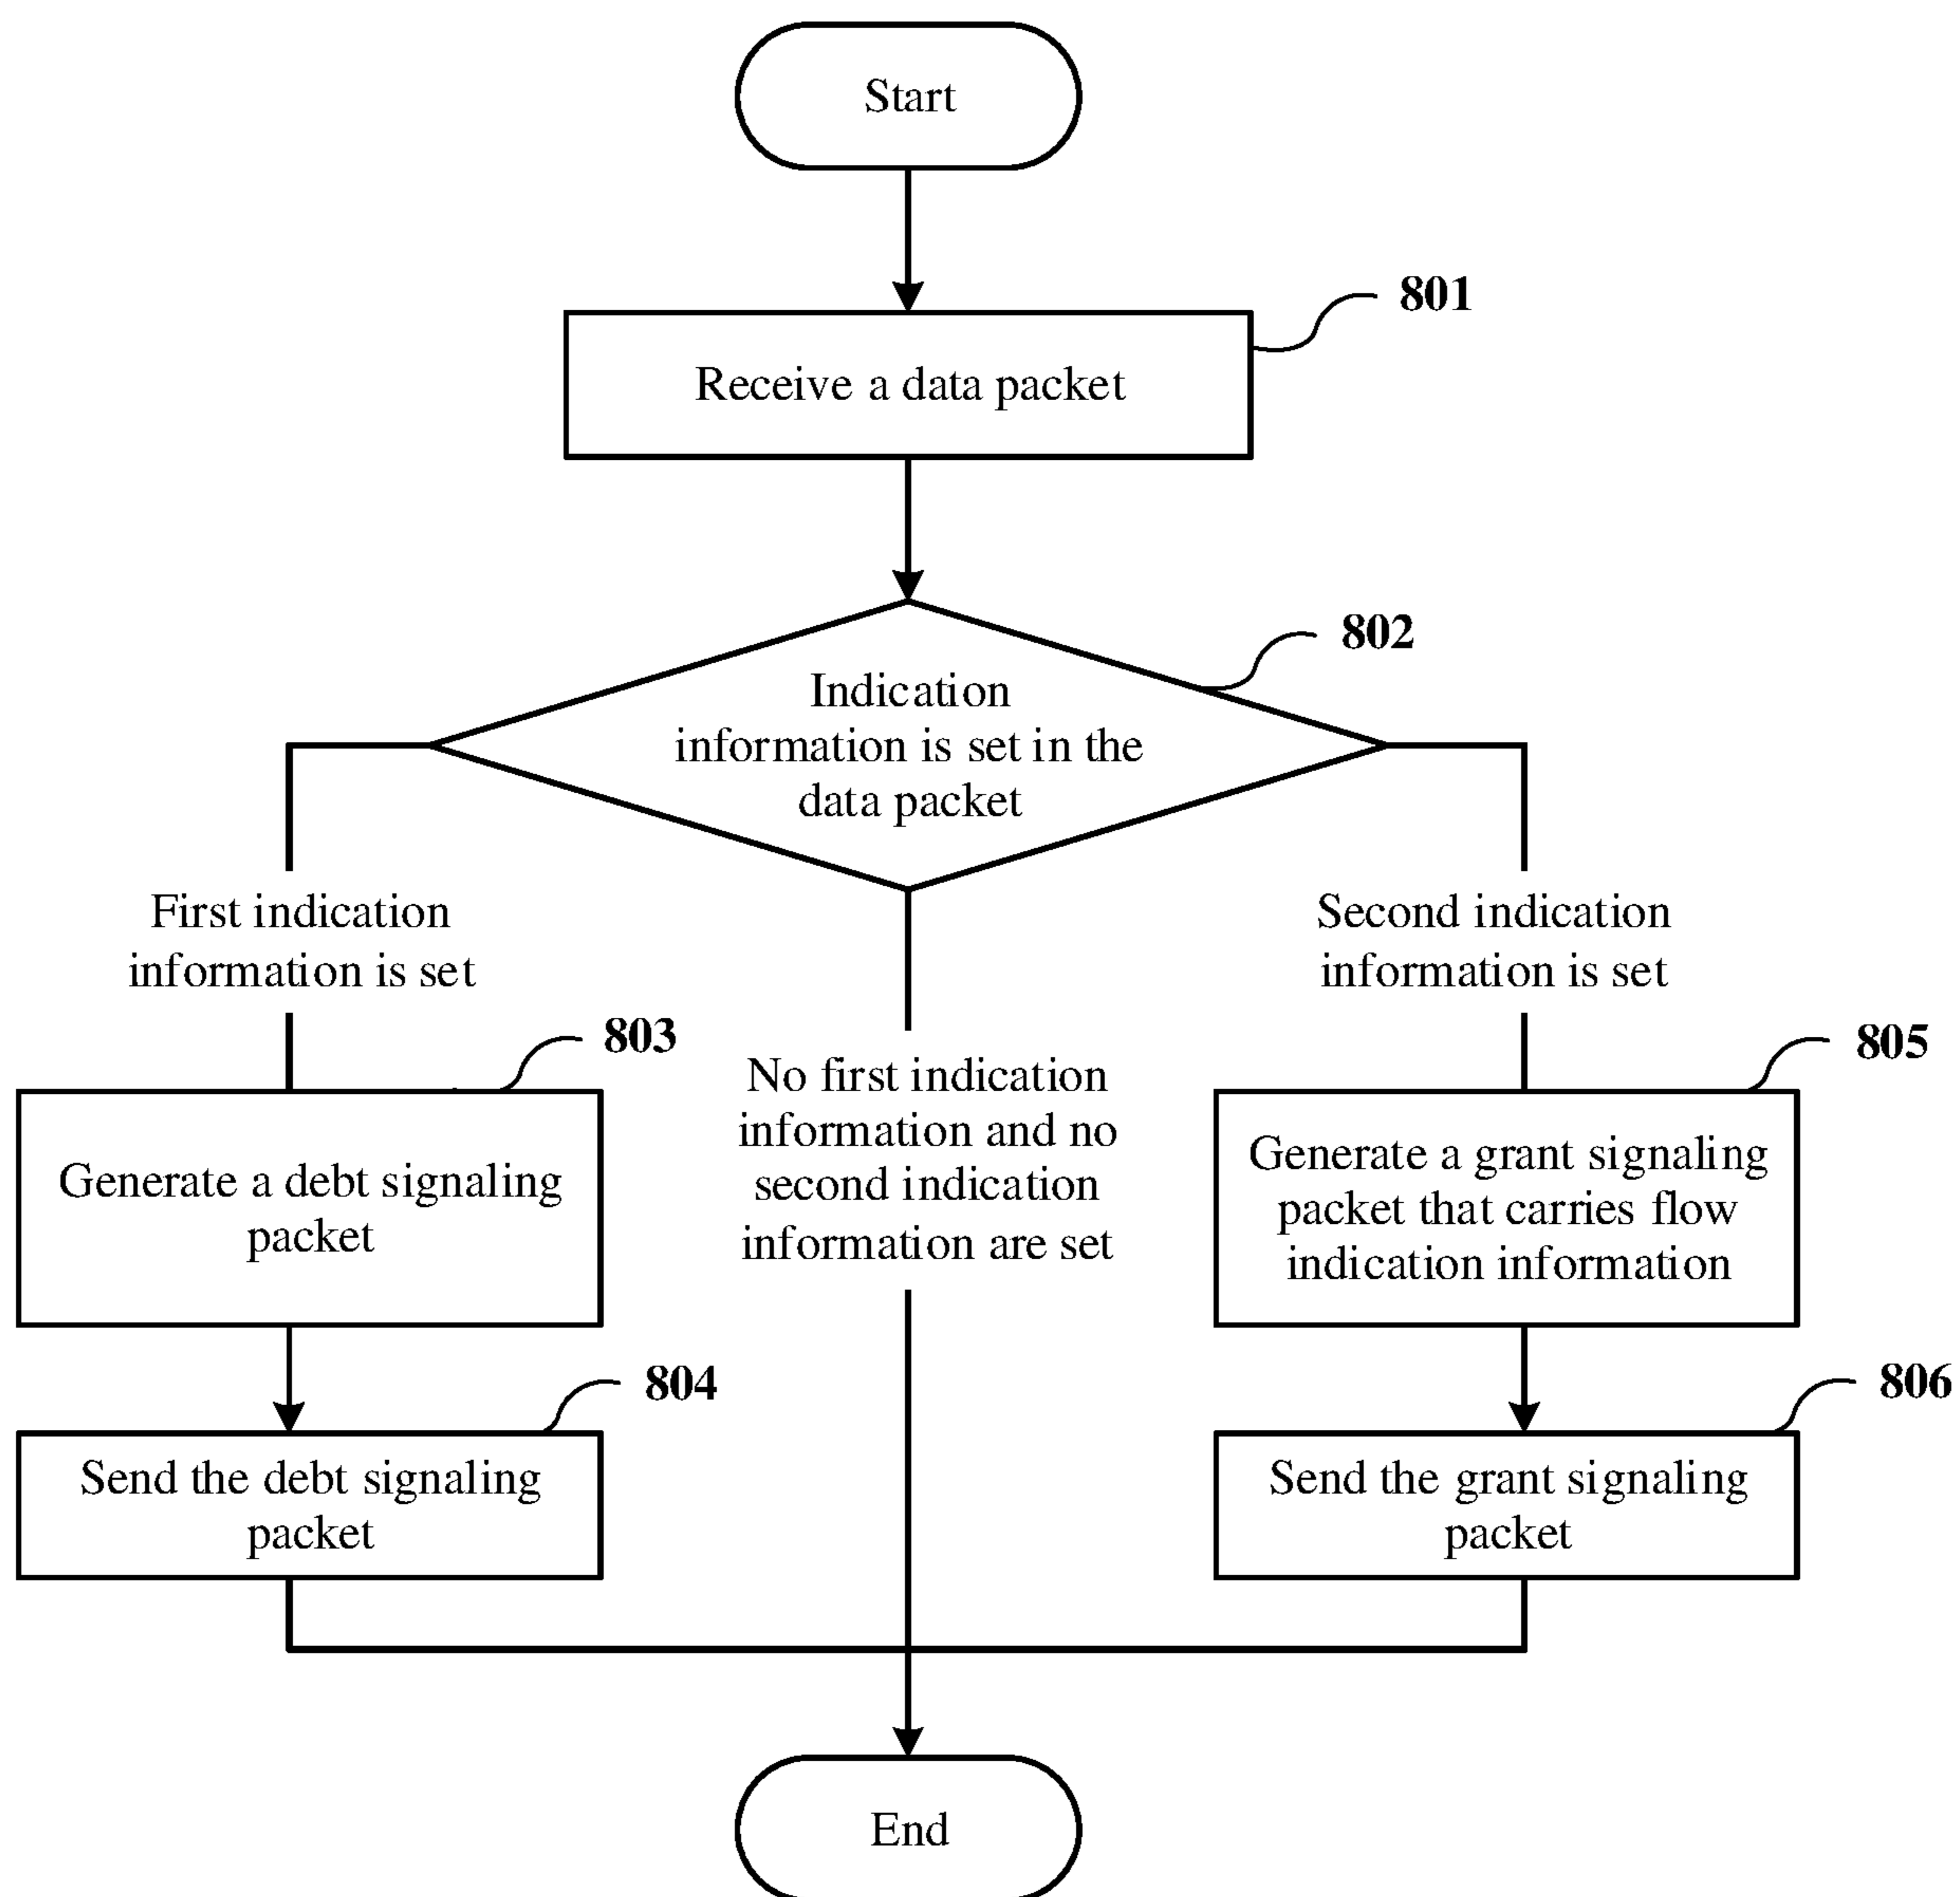 Start
801
Receive a data packet
802
Indication
information is set in the
data packet
First indication
information is set
Second indication
information is set
803
805
No first indication
information and no
second indication
information are set
Generate a debt signaling
packet
Generate a grant signaling
packet that carries flow
indication information
804
806
Send the debt signaling
packet
Send the grant signaling
packet
End